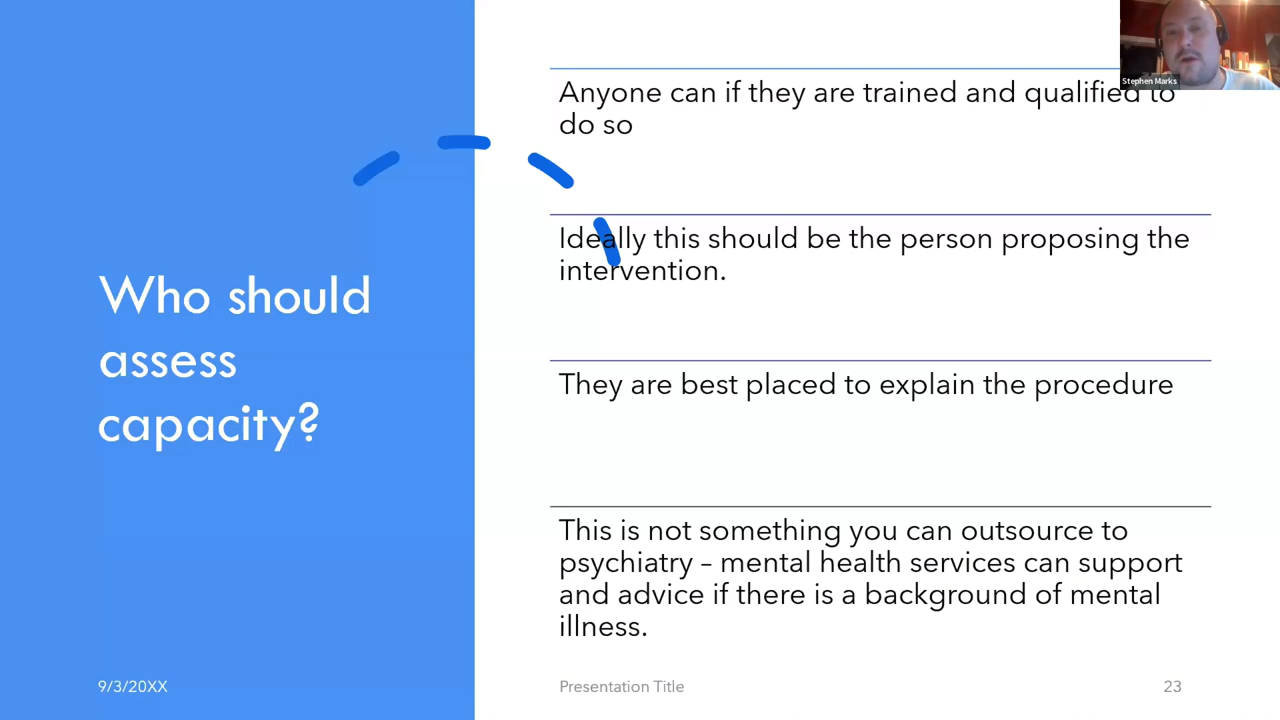 Stephen Marks
Who should
assess
capacity?
Anyone can if they are trained and qualified to
do so
Ideally this should be the person proposing the
intervention.
They are best placed to explain the procedure
This is not something you can outsource to
psychiatry – mental health services can support
and advice if there is a background of mental
illness.
9/3/20XX
Presentation Title
23